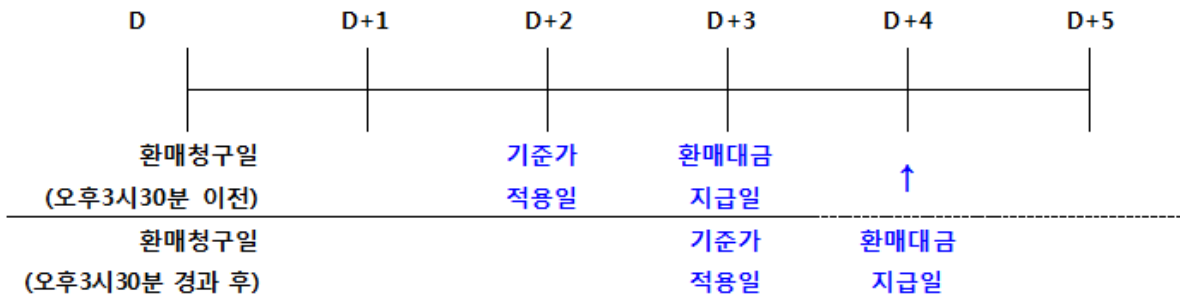 D D+1 D+2 D+3 D+4 D+5
환매청구일 기준가 환매대금
(오후3시30분 이전) 적용일 지급일 ↑
환매청구일 기준가 환매대금
(오후3시30분 경과 후) 적용일 지급일